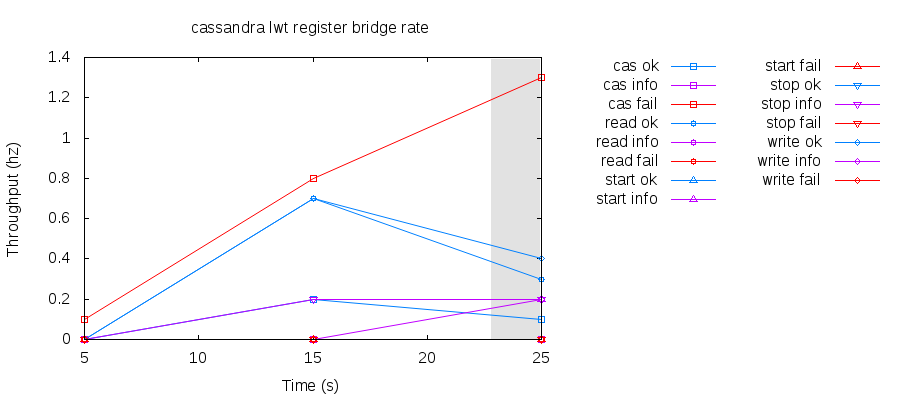 cassandra lwt register bridge rate
1.4
1.2
1
0.8
0.6
0.4
0.2
0
Throughput (hz)
5
10
15
20
25
Time (s)
cas ok
cas info
cas fail
read ok
read info
read fail
start ok
start info
start fail
stop ok
stop info
stop fail
write ok
write info
write fail